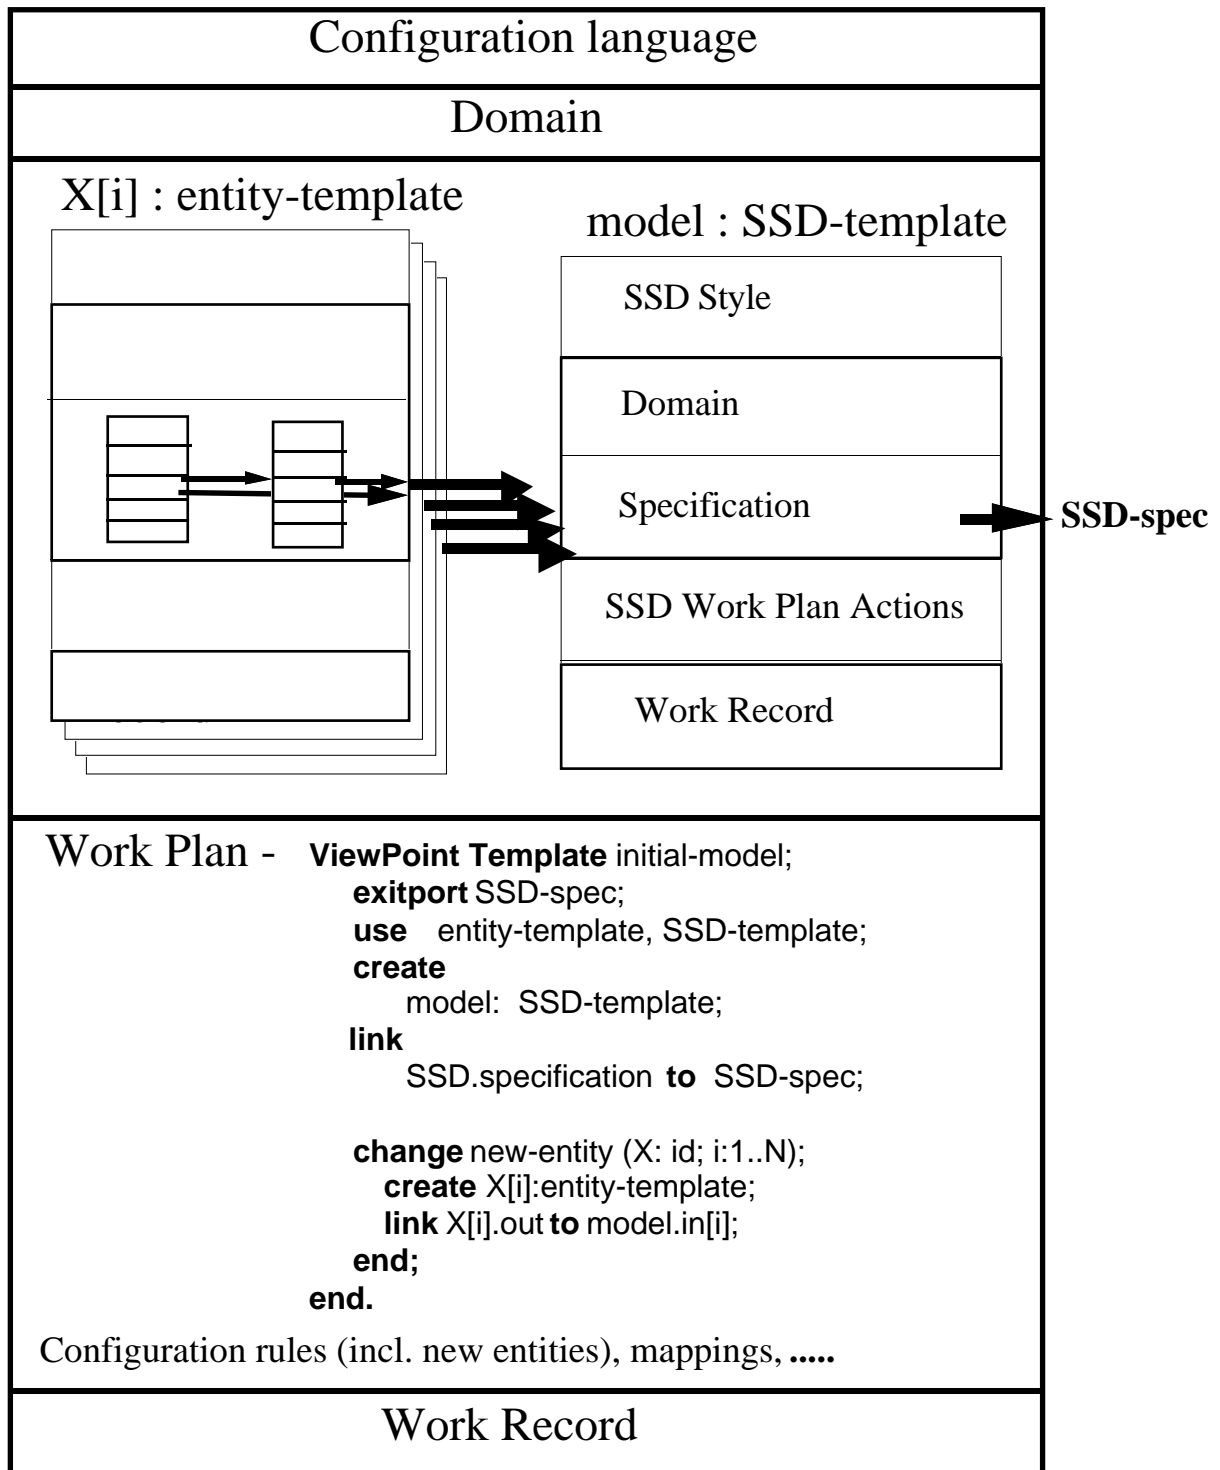 Configuration language
Domain
X[i] : entity-template
model : SSD-template
SSD Style
Domain
Specification
SSD-spec
SSD Work Plan Actions
Work Record
Work Plan - ViewPoint Template initial-model;
exitport SSD-spec;
use entity-template, SSD-template;
create
model: SSD-template;
link
SSD.specification to SSD-spec;
change new-entity (X: id; i:1..N);
create X[i]:entity-template;
link X[i].out to model.in[i];
end;
end.
Configuration rules (incl. new entities), mappings, .....
Work Record